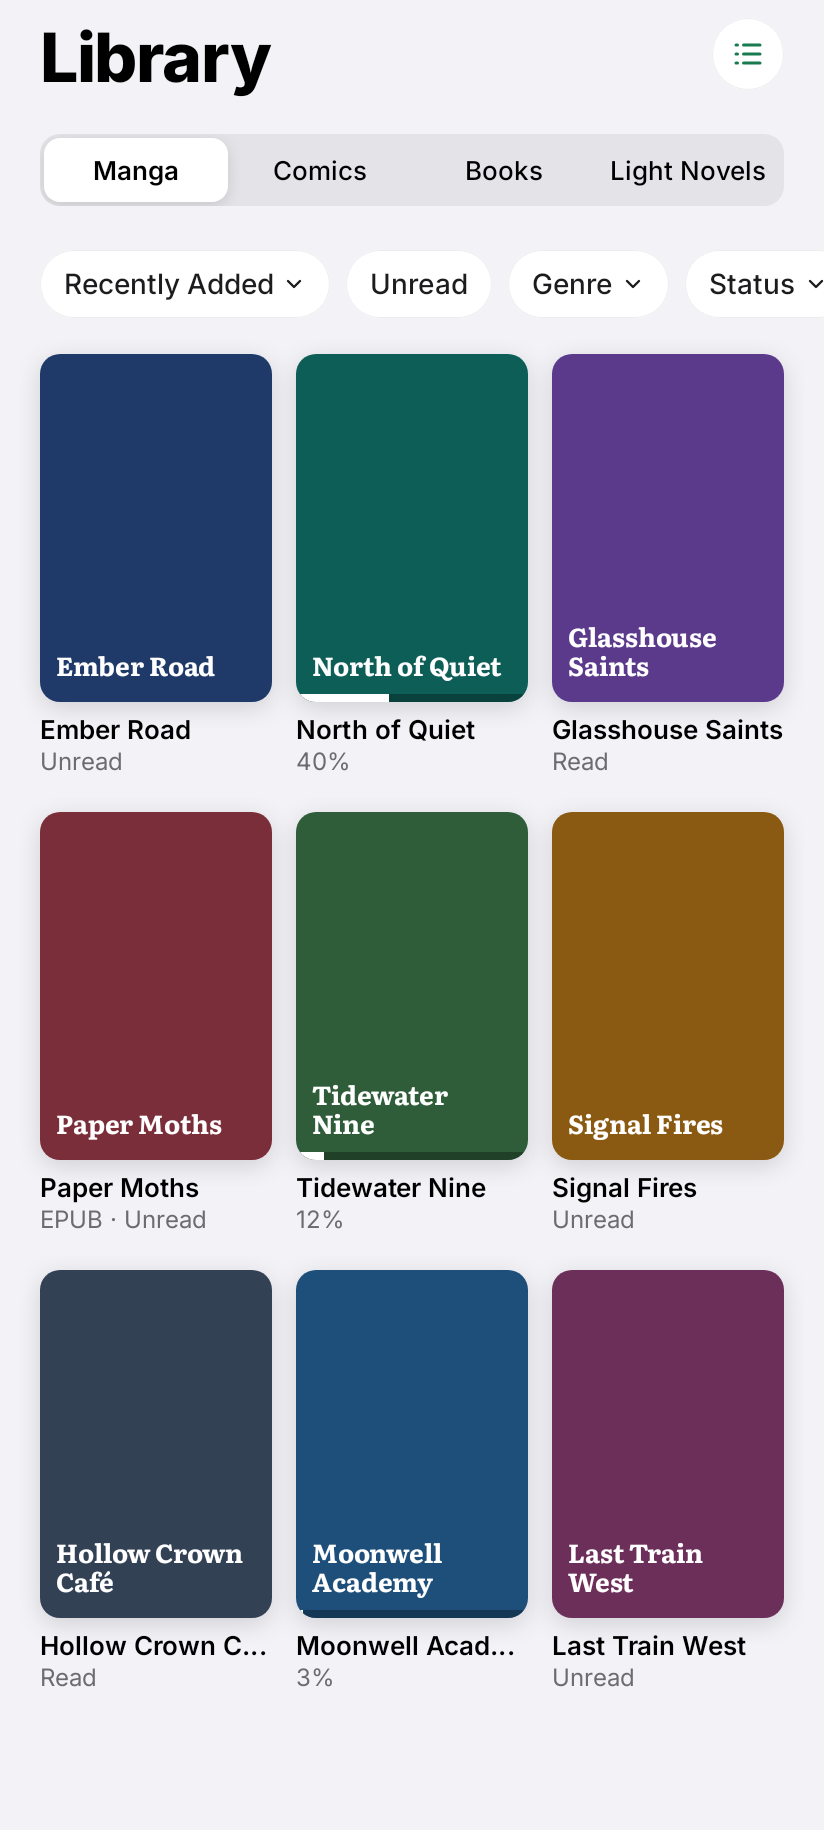 Library
Manga
Comics
Books
Light Novels
Recently Added
Unread
Genre
Status
Ember Road
North of Quiet
Glasshouse
Saints
Ember Road
North of Quiet
Glasshouse Saints
Unread
40%
Read
Paper Moths
Tidewater
Nine
Signal Fires
Paper Moths
Tidewater Nine
Signal Fires
EPUB · Unread
12%
Unread
Hollow Crown
Café
Moonwell
Academy
Last Train
West
Hollow Crown C...
Moonwell Acad...
Last Train West
Read
3%
Unread